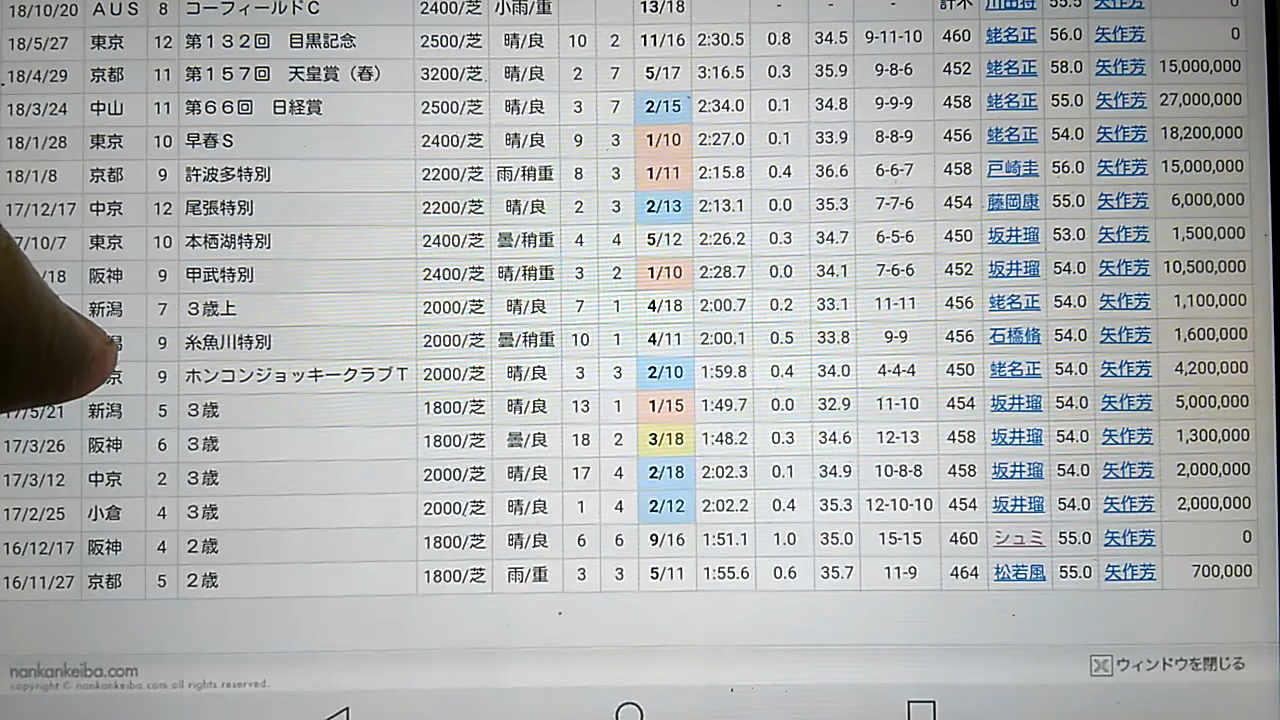 18/10/20 AUS 8 コーフィールドC 2400/芝 小雨/重 13/18 - - - 計不 55.5 矢作芳 0
18/5/27 東京 12 第132回 目黒記念 2500/芝 晴/良 10 2 11/16 2:30.5 0.8 34.5 9-11-10 460 蛯名正 56.0 矢作芳 0
18/4/29 京都 11 第157回 天皇賞（春） 3200/芝 晴/良 2 7 5/17 3:16.5 0.3 35.9 9-8-6 452 蛯名正 58.0 矢作芳 15,000,000
18/3/24 中山 11 第66回 日経賞 2500/芝 晴/良 3 7 2/15 2:34.0 0.1 34.8 9-9-9 458 蛯名正 55.0 矢作芳 27,000,000
18/1/28 東京 10 早春S 2400/芝 晴/良 9 3 1/10 2:27.0 0.1 33.9 8-8-9 456 蛯名正 54.0 矢作芳 18,200,000
18/1/8 京都 9 許波多特別 2200/芝 雨/稍重 8 3 1/11 2:15.8 0.4 36.6 6-6-7 458 戸崎圭 56.0 矢作芳 15,000,000
17/12/17 中京 12 尾張特別 2200/芝 晴/良 2 3 2/13 2:13.1 0.0 35.3 7-7-6 454 藤岡康 55.0 矢作芳 6,000,000
7/10/7 東京 10 本栖湖特別 2400/芝 曇/稍重 4 4 5/12 2:26.2 0.3 34.7 6-5-6 450 坂井瑠 53.0 矢作芳 1,500,000
/18 阪神 9 甲武特別 2400/芝 晴/稍重 3 2 1/10 2:28.7 0.0 34.1 7-6-6 452 坂井瑠 54.0 矢作芳 10,500,000
新潟 7 3歳上 2000/芝 晴/良 7 1 4/18 2:00.7 0.2 33.1 11-11 456 蛯名正 54.0 矢作芳 1,100,000
9 糸魚川特別 2000/芝 曇/稍重 10 1 4/11 2:00.1 0.5 33.8 9-9 456 石橋脩 54.0 矢作芳 1,600,000
京 9 ホンコンジョッキークラブT 2000/芝 晴/良 3 3 2/10 1:59.8 0.4 34.0 4-4-4 450 蛯名正 54.0 矢作芳 4,200,000
17/5/21 新潟 5 3歳 1800/芝 晴/良 13 1 1/15 1:49.7 0.0 32.9 11-10 454 坂井瑠 54.0 矢作芳 5,000,000
17/3/26 阪神 6 3歳 1800/芝 曇/良 18 2 3/18 1:48.2 0.3 34.6 12-13 458 坂井瑠 54.0 矢作芳 1,300,000
17/3/12 中京 2 3歳 2000/芝 晴/良 17 4 2/18 2:02.3 0.1 34.9 10-8-8 458 坂井瑠 54.0 矢作芳 2,000,000
17/2/25 小倉 4 3歳 2000/芝 晴/良 1 4 2/12 2:02.2 0.4 35.3 12-10-10 454 坂井瑠 54.0 矢作芳 2,000,000
16/12/17 阪神 4 2歳 1800/芝 晴/良 6 6 9/16 1:51.1 1.0 35.0 15-15 460 シュミ 55.0 矢作芳 0
16/11/27 京都 5 2歳 1800/芝 雨/重 3 3 5/11 1:55.6 0.6 35.7 11-9 464 松若風 55.0 矢作芳 700,000
nankankeiba.com
ウィンドウを閉じる
copyright © nankankeiba.com all rights reserved.